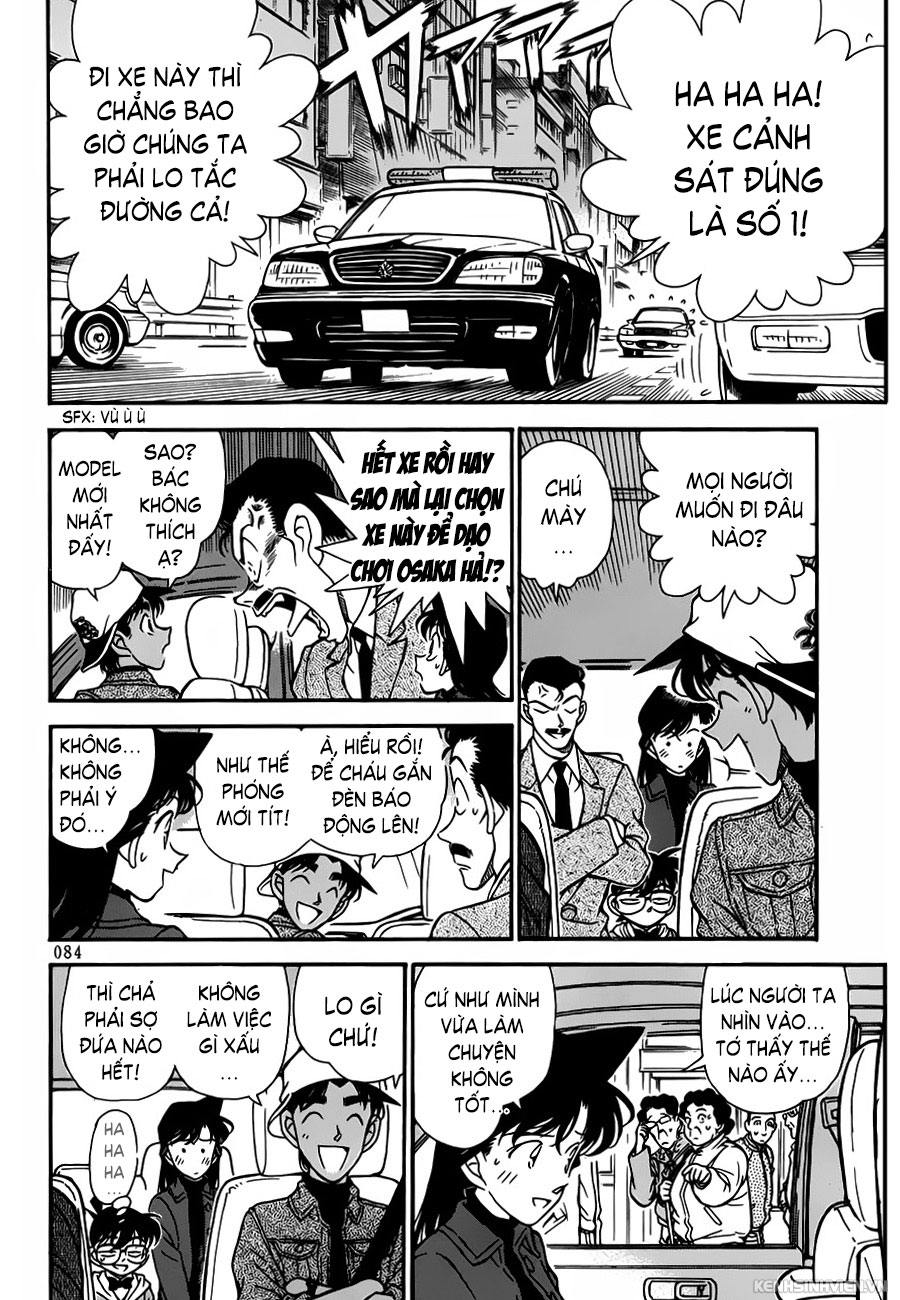 HA HA HA!
XE CẢNH
SÁT ĐÚNG
LÀ SỐ 1!
ĐI XE NÀY THÌ
CHẲNG BAO
GIỜ CHÚNG TA
PHẢI LO TẮC
ĐƯỜNG CẢ!
SFX: VÙ Ù Ù
MỌI NGƯỜI
MUỐN ĐI ĐÂU
NÀO?
CHÚ
MÀY
...
HẾT XE RỒI HAY
SAO MÀ LẠI CHỌN
XE NÀY ĐỂ DẠO
CHƠI OSAKA HẢ!?
SAO?
BÁC
KHÔNG
THÍCH
Ạ?
MODEL
MỚI
NHẤT
ĐẤY!
À, HIỂU RỒI!
ĐỂ CHÁU GẮN
ĐÈN BÁO
ĐỘNG LÊN!
NHƯ THẾ
PHÓNG
MỚI TÍT!
KHÔNG...
KHÔNG
PHẢI Ý
ĐÓ...
084
LÚC NGƯỜI TA
NHÌN VÀO...
TỚ THẤY THẾ
NÀO ẤY...
CỨ NHƯ MÌNH
VỪA LÀM
CHUYỆN
KHÔNG
TỐT...
LO GÌ
CHỨ!
KHÔNG
LÀM VIỆC
GÌ XẤU
...
THÌ CHẢ
PHẢI SỢ
ĐỨA NÀO
HẾT!
HA
HA
HA...
KENHSINHVIEN.VN